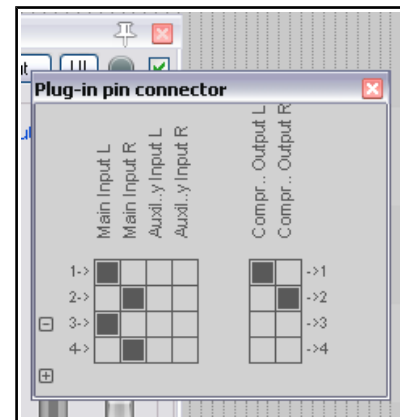 UI
Plug-in pin connector
Main Input L
Main Input R
Auxil..y Input L
Auxil..y Input R
Compr.. Output L
Compr.. Output R
1->
2->
3->
4->
->1
->2
->3
->4